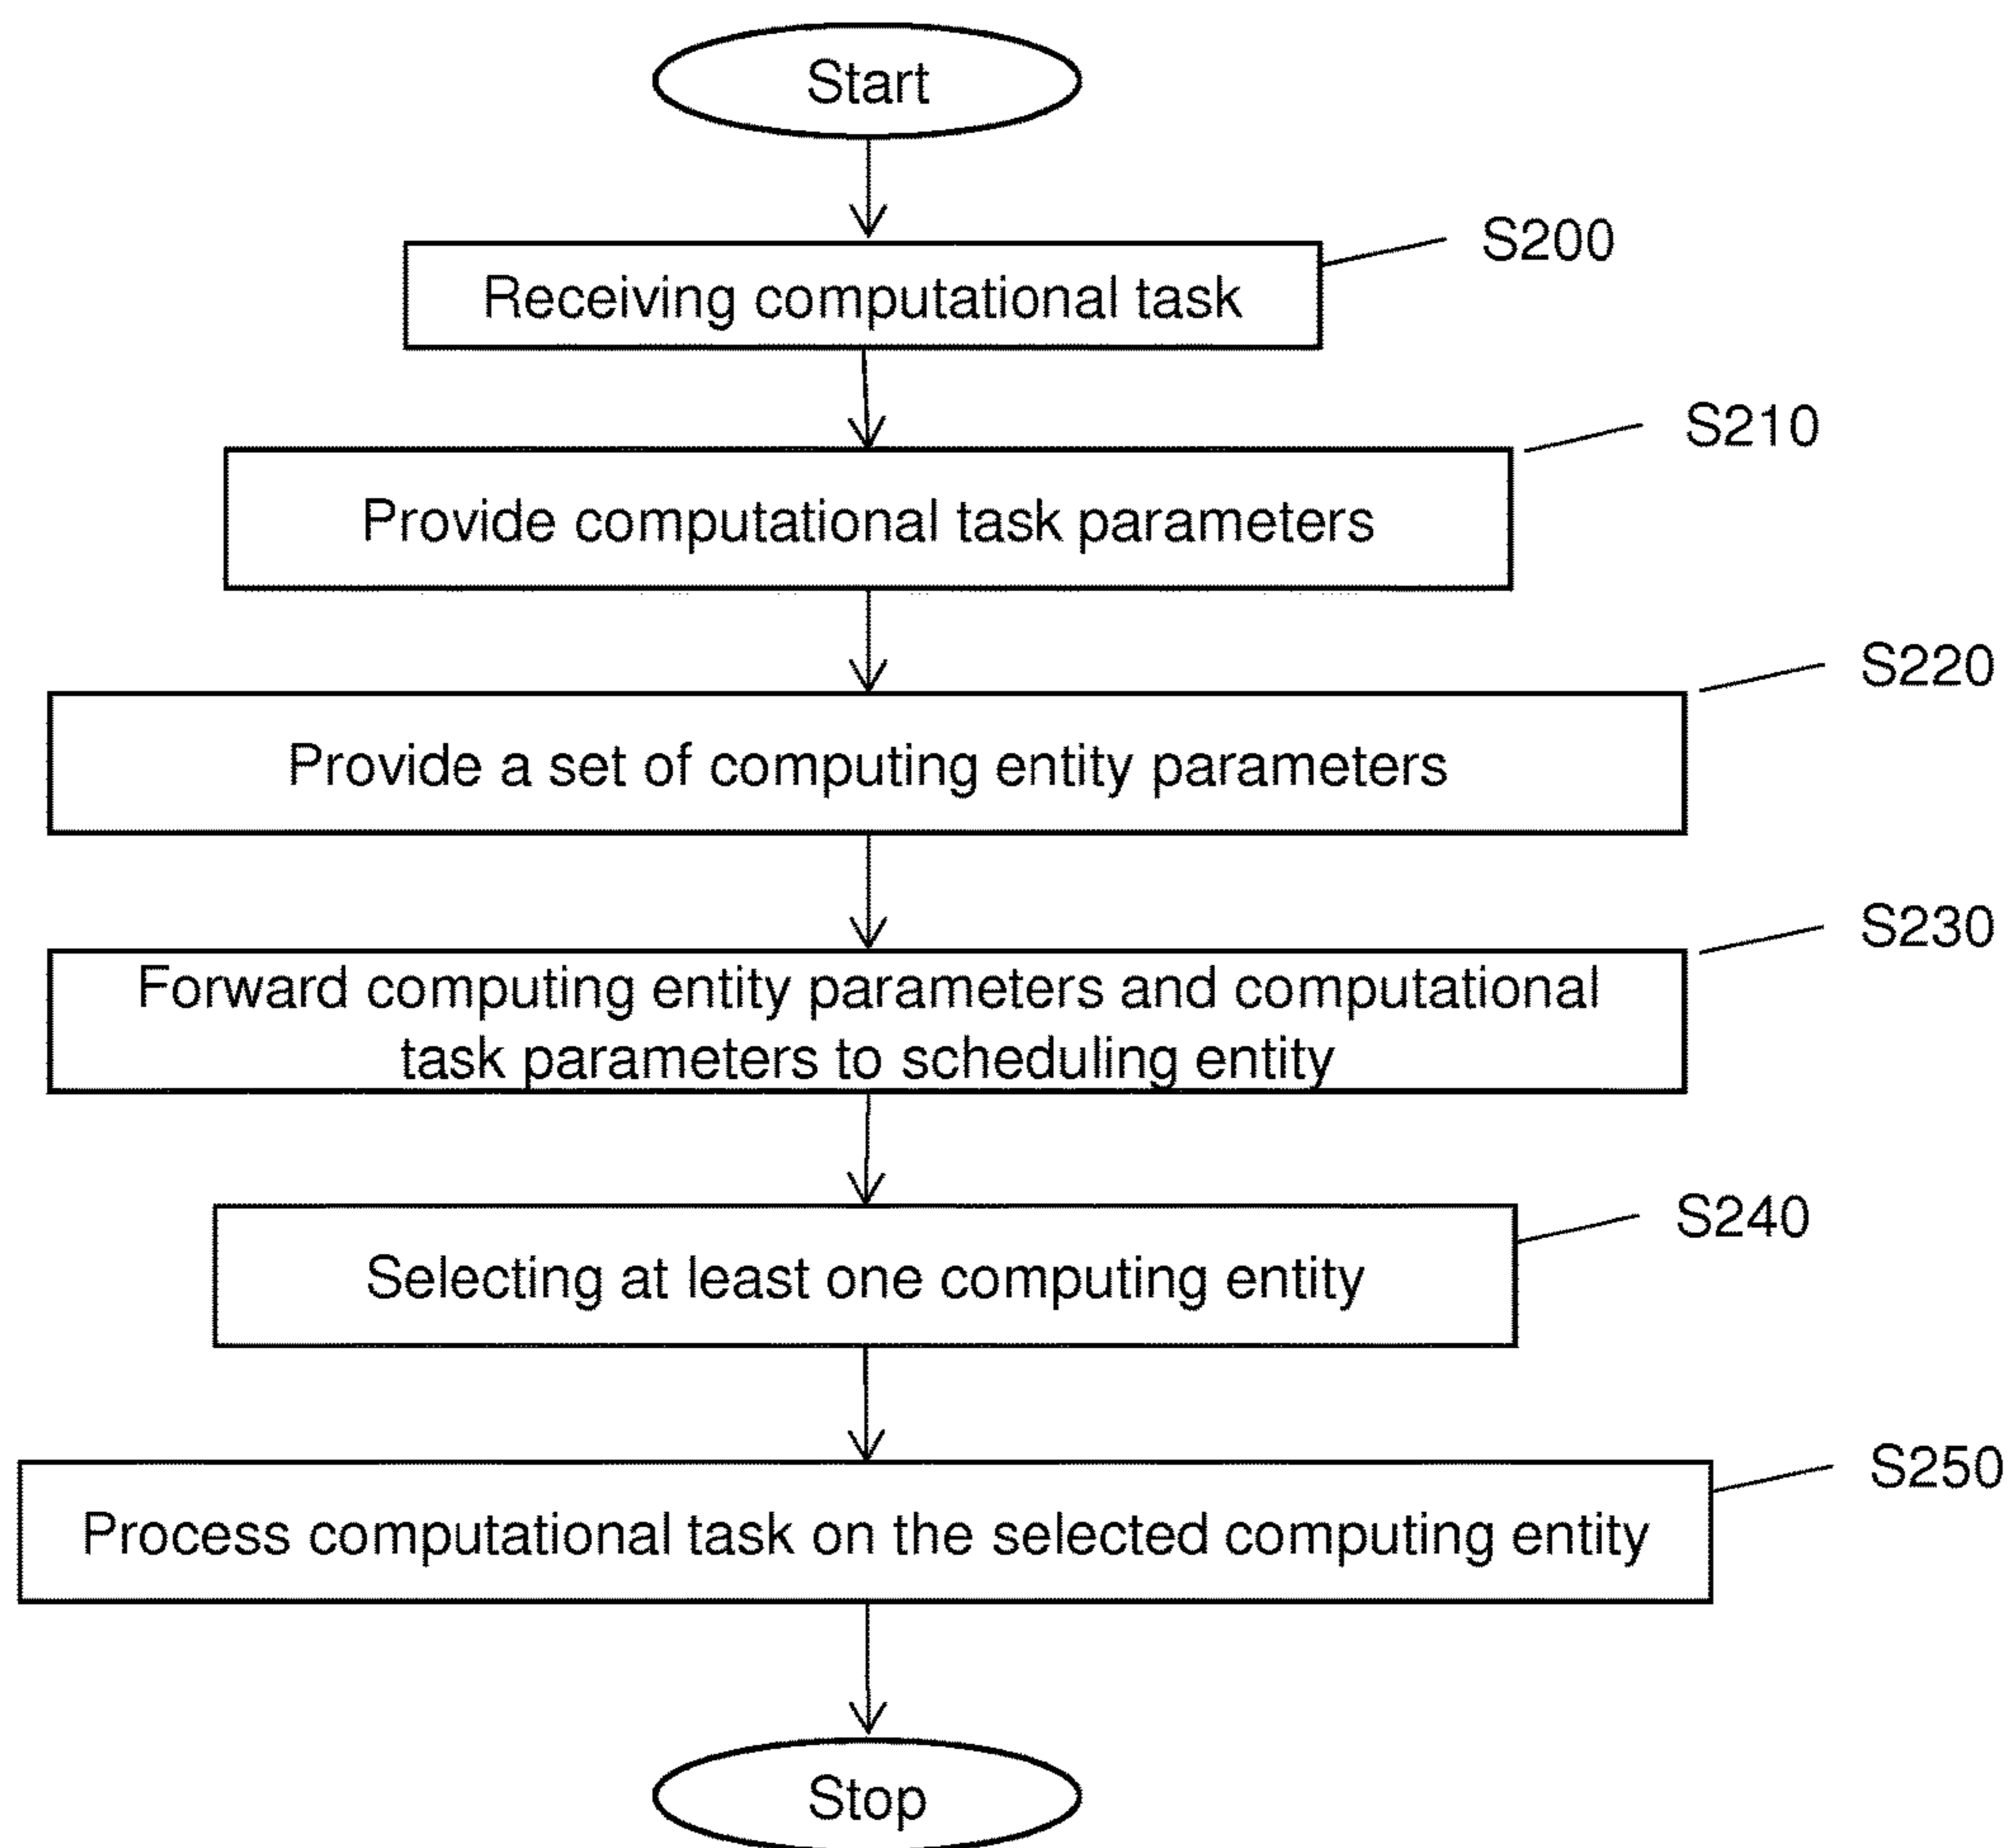 Start
S200
Receiving computational task
S210
Provide computational task parameters
S220
Provide a set of computing entity parameters
S230
Forward computing entity parameters and computational
task parameters to scheduling entity
S240
Selecting at least one computing entity
S250
Process computational task on the selected computing entity
Stop